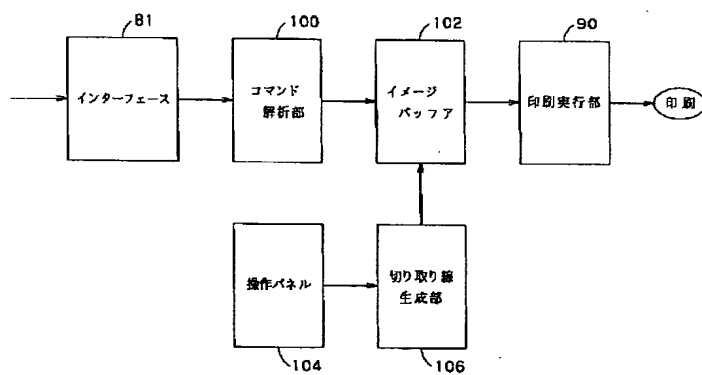 81
100
102
90
インターフェース
コマンド
解析部
イメージ
バッファ
印刷実行部
印刷
操作パネル
切り取り線
生成部
104
106